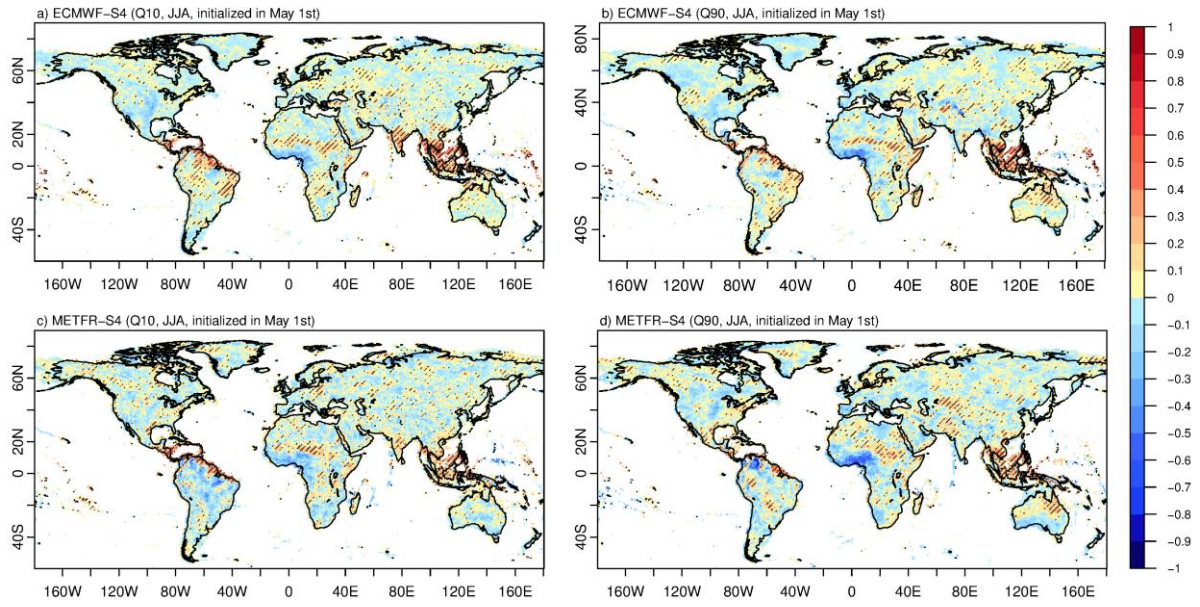 a) ECMWF−S4 (Q10, JJA, initialized in May 1st)
60N
20N
0
40S
160W 120W 80W 40W 0 40E 80E 120E 160E
b) ECMWF−S4 (Q90, JJA, initialized in May 1st)
80N
40N
0
40S
160W 120W 80W 40W 0 40E 80E 120E 160E
c) METFR−S4 (Q10, JJA, initialized in May 1st)
60N
20N
0
40S
160W 120W 80W 40W 0 40E 80E 120E 160E
d) METFR−S4 (Q90, JJA, initialized in May 1st)
60N
20N
0
40S
160W 120W 80W 40W 0 40E 80E 120E 160E
1
0.9
0.8
0.7
0.6
0.5
0.4
0.3
0.2
0.1
0
−0.1
−0.2
−0.3
−0.4
−0.5
−0.6
−0.7
−0.8
−0.9
−1